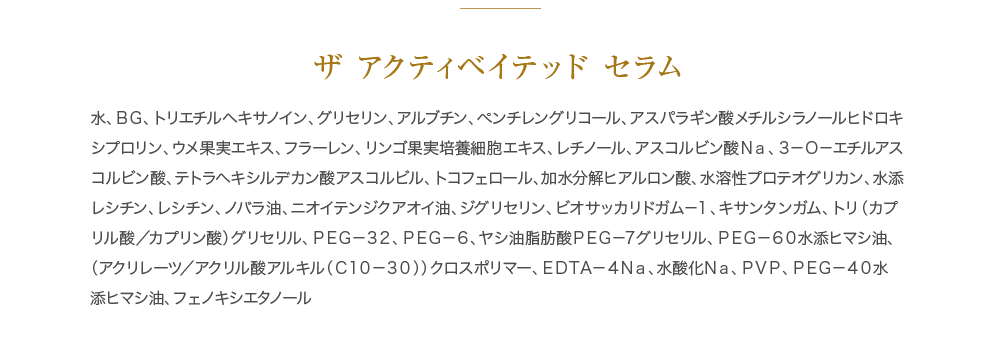 ザ アクティベイテッド セラム
水、ＢＧ、トリエチルヘキサノイン、グリセリン、アルブチン、ペンチレングリコール、アスパラギン酸メチルシラノールヒドロキ
シプロリン、ウメ果実エキス、フラーレン、リンゴ果実培養細胞エキス、レチノール、アスコルビン酸Ｎａ、３－Ｏ－エチルアス
コルビン酸、テトラヘキシルデカン酸アスコルビル、トコフェロール、加水分解ヒアルロン酸、水溶性プロテオグリカン、水添
レシチン、レシチン、ノバラ油、ニオイテンジクアオイ油、ジグリセリン、ビオサッカリドガム－１、キサンタンガム、トリ（カプ
リル酸／カプリン酸）グリセリル、ＰＥＧ－３２、ＰＥＧ－６、ヤシ油脂肪酸ＰＥＧ－７グリセリル、ＰＥＧ－６０水添ヒマシ油、
（アクリレーツ／アクリル酸アルキル（Ｃ１０－３０））クロスポリマー、ＥＤＴＡ－４Ｎａ、水酸化Ｎａ、ＰＶＰ、ＰＥＧ－４０水
添ヒマシ油、フェノキシエタノール